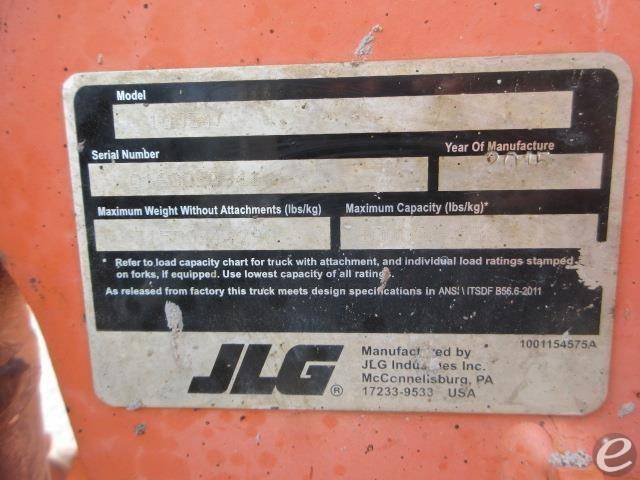 Model
Serial Number
Year Of Manufacture
Maximum Weight Without Attachments (lbs/kg)
Maximum Capacity (lbs/kg)*
* Refer to load capacity chart for truck with attachment, and individual load ratings stamped
on forks, if equipped. Use lowest capacity of all
As released from factory this truck meets design specifications in ANSI \ ITSDF B56.6-2011
JLG ®
Manufactured by
JLG Industries Inc.
McConnellsburg, PA
17233-9533 USA
1001154575A
e